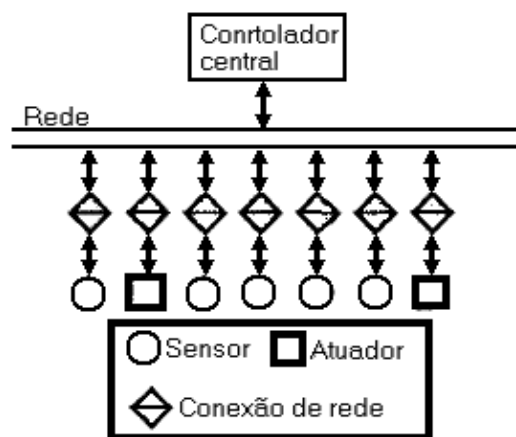 Conrtolador
central
Rede
Sensor
Atuador
Conexão de rede